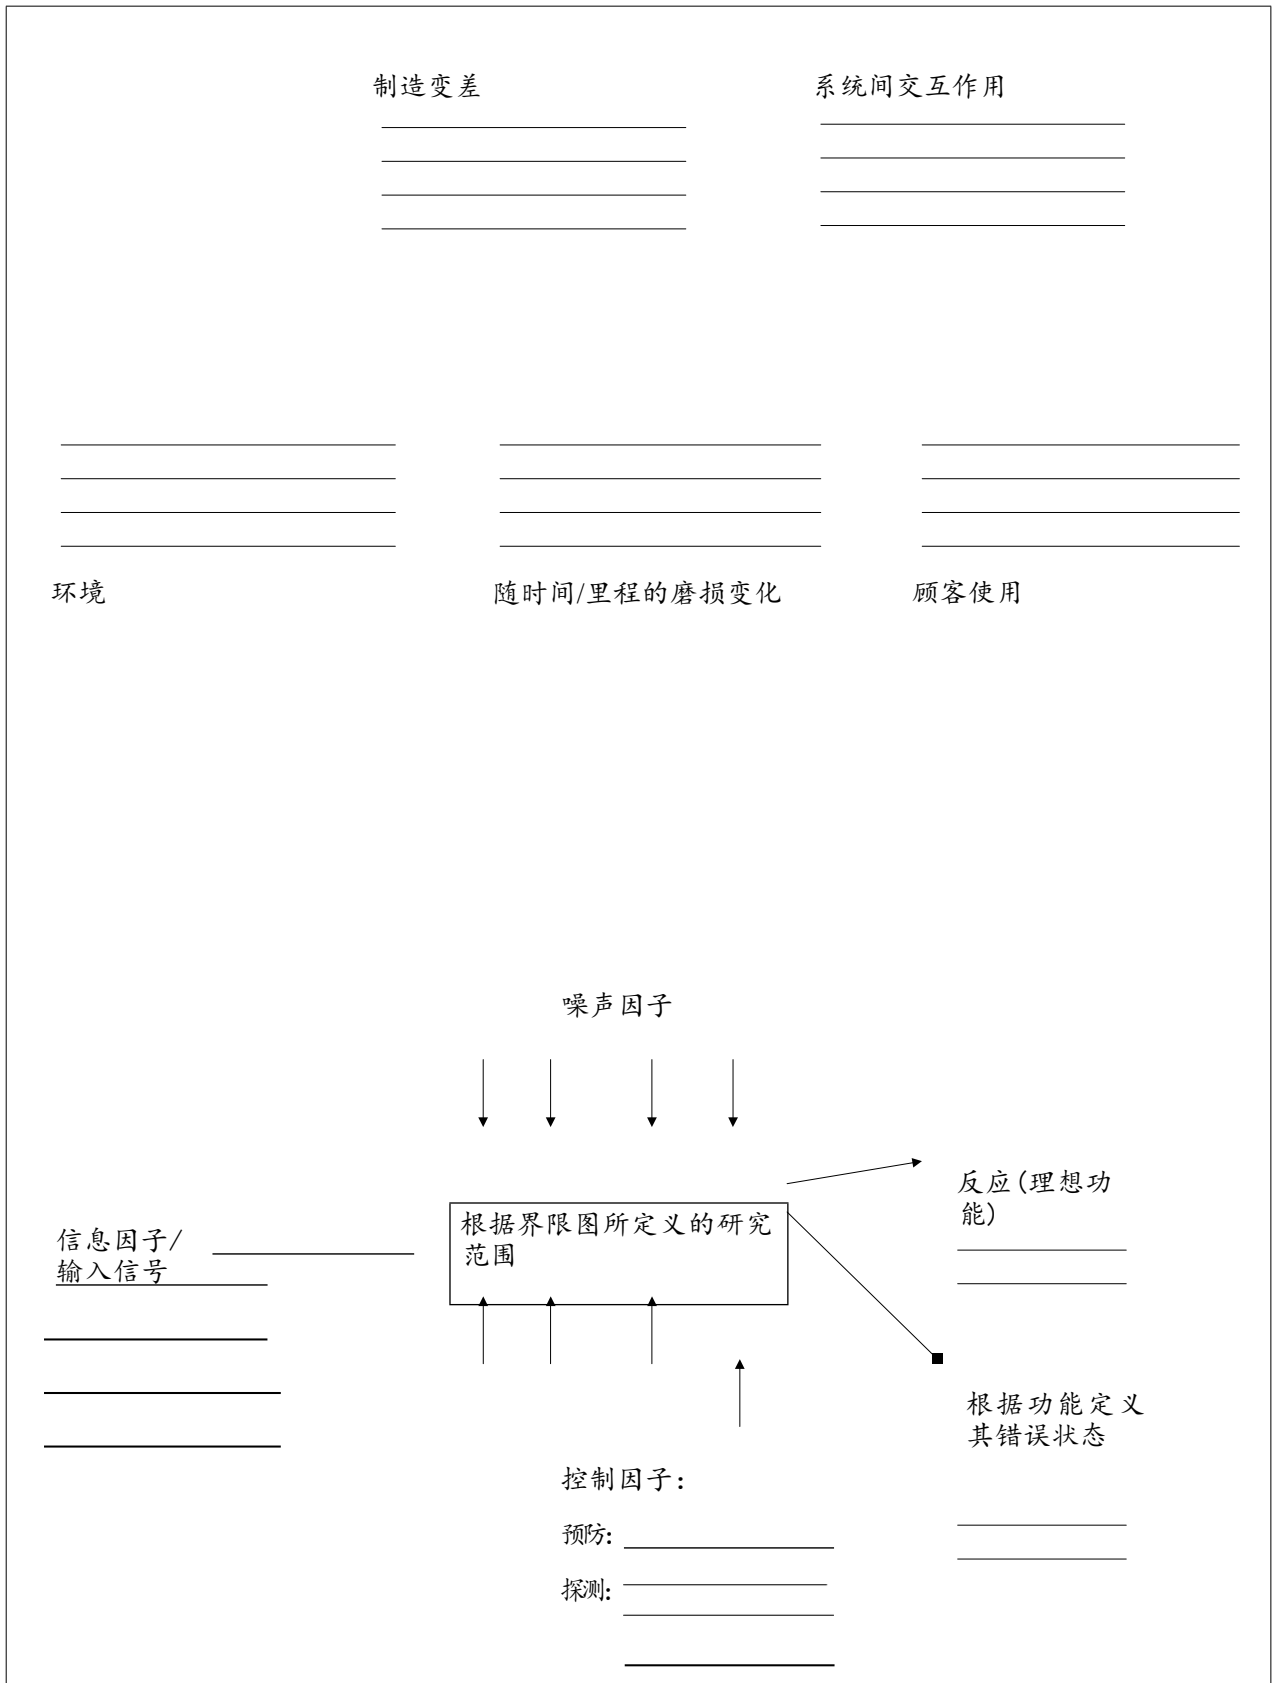 制造变差
系统间交互作用
环境
随时间/里程的磨损变化
顾客使用
噪声因子
反应(理想功
能)
根据界限图所定义的研究
范围
信息因子/
输入信号
根据功能定义
其错误状态
控制因子:
预防:
探测: